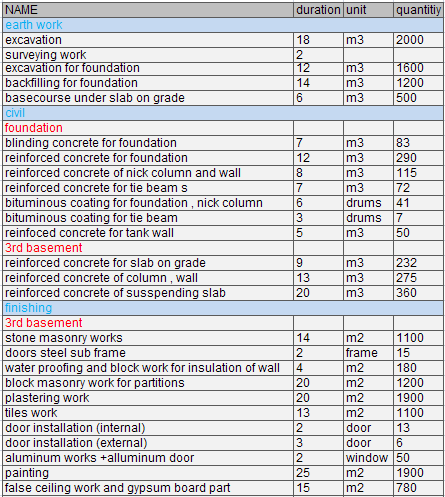 NAME duration unit quantitiy
earth work
excavation 18 m3 2000
surveying work 2
excavation for foundation 12 m3 1600
backfilling for foundation 14 m3 1200
basecourse under slab on grade 6 m3 500
civil
foundation
blinding concrete for foundation 7 m3 83
reinforced concrete for foundation 12 m3 290
reinforced concrete of nick column and wall 8 m3 115
reinforced concrete for tie beam s 7 m3 72
bituminous coating for foundation , nick column 6 drums 41
bituminous coating for tie beam 3 drums 7
reinfoced concrete for tank wall 5 m3 50
3rd basement
reinforced concrete for slab on grade 9 m3 232
reinforced concrete of column , wall 13 m3 275
reinforced concrete of susspending slab 20 m3 360
finishing
3rd basement
stone masonry works 14 m2 1100
doors steel sub frame 2 frame 15
water proofing and block work for insulation of wall 4 m2 180
block masonry work for partitions 20 m2 1200
plastering work 20 m2 1900
tiles work 13 m2 1100
door installation (internal) 2 door 13
door installation (external) 3 door 6
aluminum works +alluminum door 2 window 50
painting 25 m2 1900
false ceiling work and gypsum board part 15 m2 780